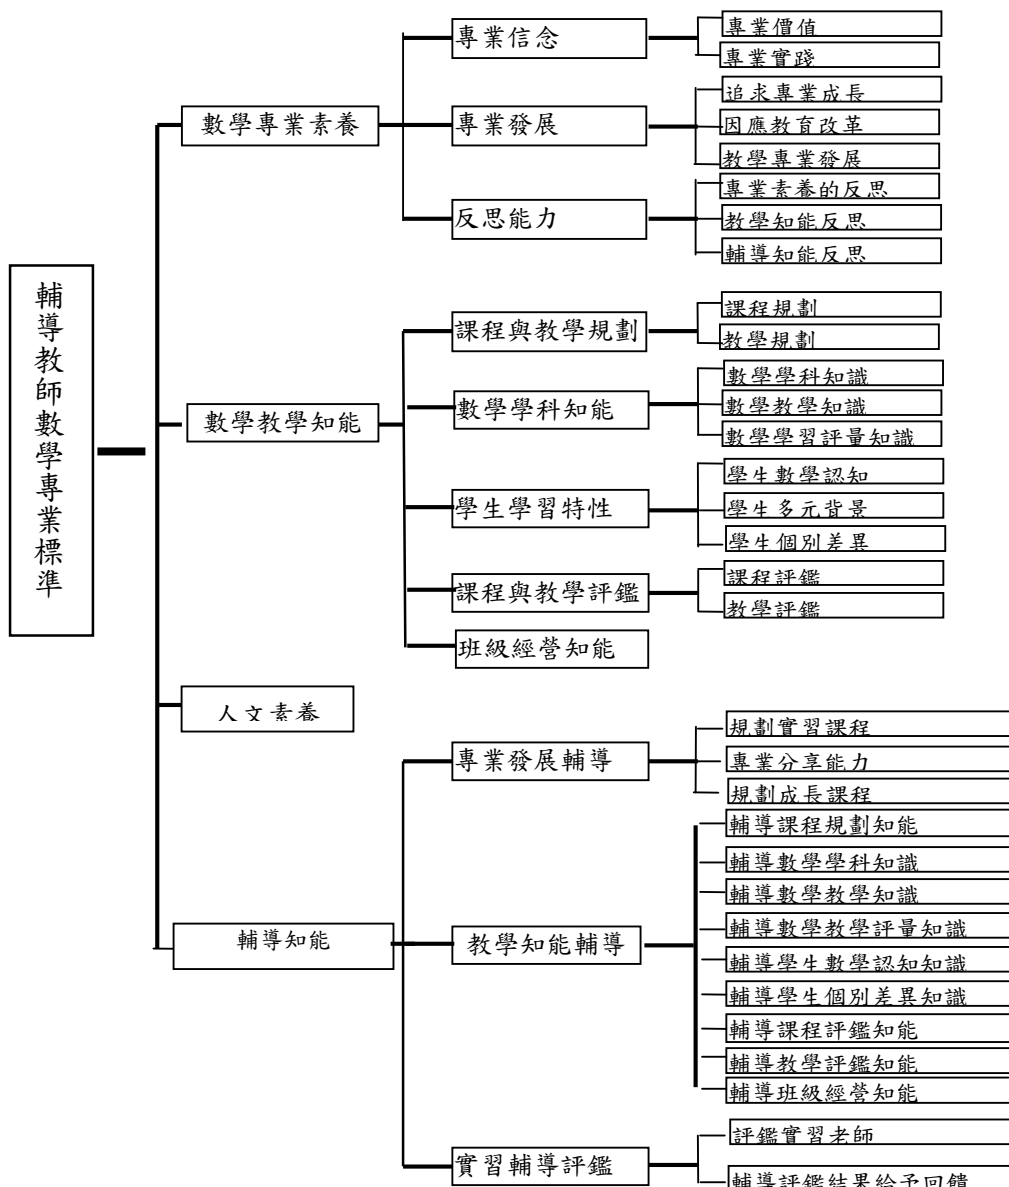 輔導教師數學專業標準
數學專業素養
專業信念
專業價值
專業實踐
專業發展
追求專業成長
因應教育改革
教學專業發展
反思能力
專業素養的反思
教學知能反思
輔導知能反思
數學教學知能
課程與教學規劃
課程規劃
教學規劃
數學學科知能
數學學科知識
數學教學知識
數學學習評量知識
學生學習特性
學生數學認知
學生多元背景
學生個別差異
課程與教學評鑑
課程評鑑
教學評鑑
班級經營知能
人文素養
輔導知能
專業發展輔導
規劃實習課程
專業分享能力
規劃成長課程
教學知能輔導
輔導課程規劃知能
輔導數學學科知識
輔導數學教學知識
輔導數學教學評量知識
輔導學生數學認知知識
輔導學生個別差異知識
輔導課程評鑑知能
輔導教學評鑑知能
輔導班級經營知能
實習輔導評鑑
評鑑實習老師
輔導評鑑結果給予回饋